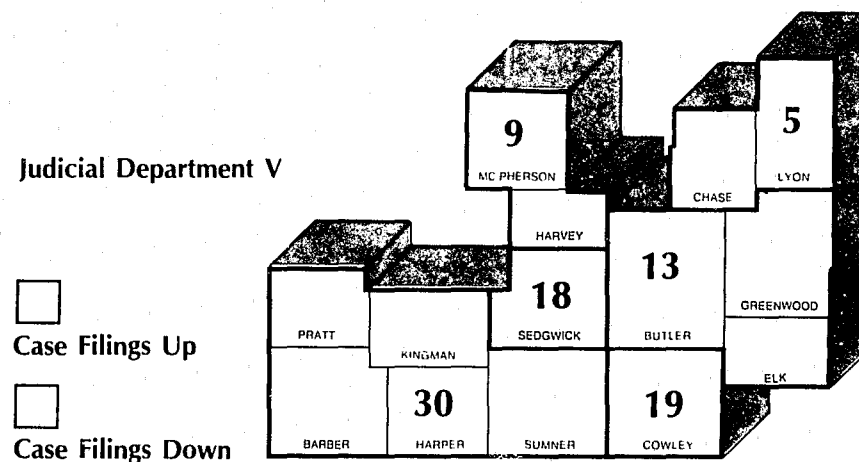 Judicial Department V
Case Filings Up
Case Filings Down
9
MC PHERSON
5
LYON
CHASE
HARVEY
18
SEDGWICK
13
BUTLER
GREENWOOD
PRATT
KINGMAN
ELK
BARBER
30
HARPER
SUMNER
19
COWLEY